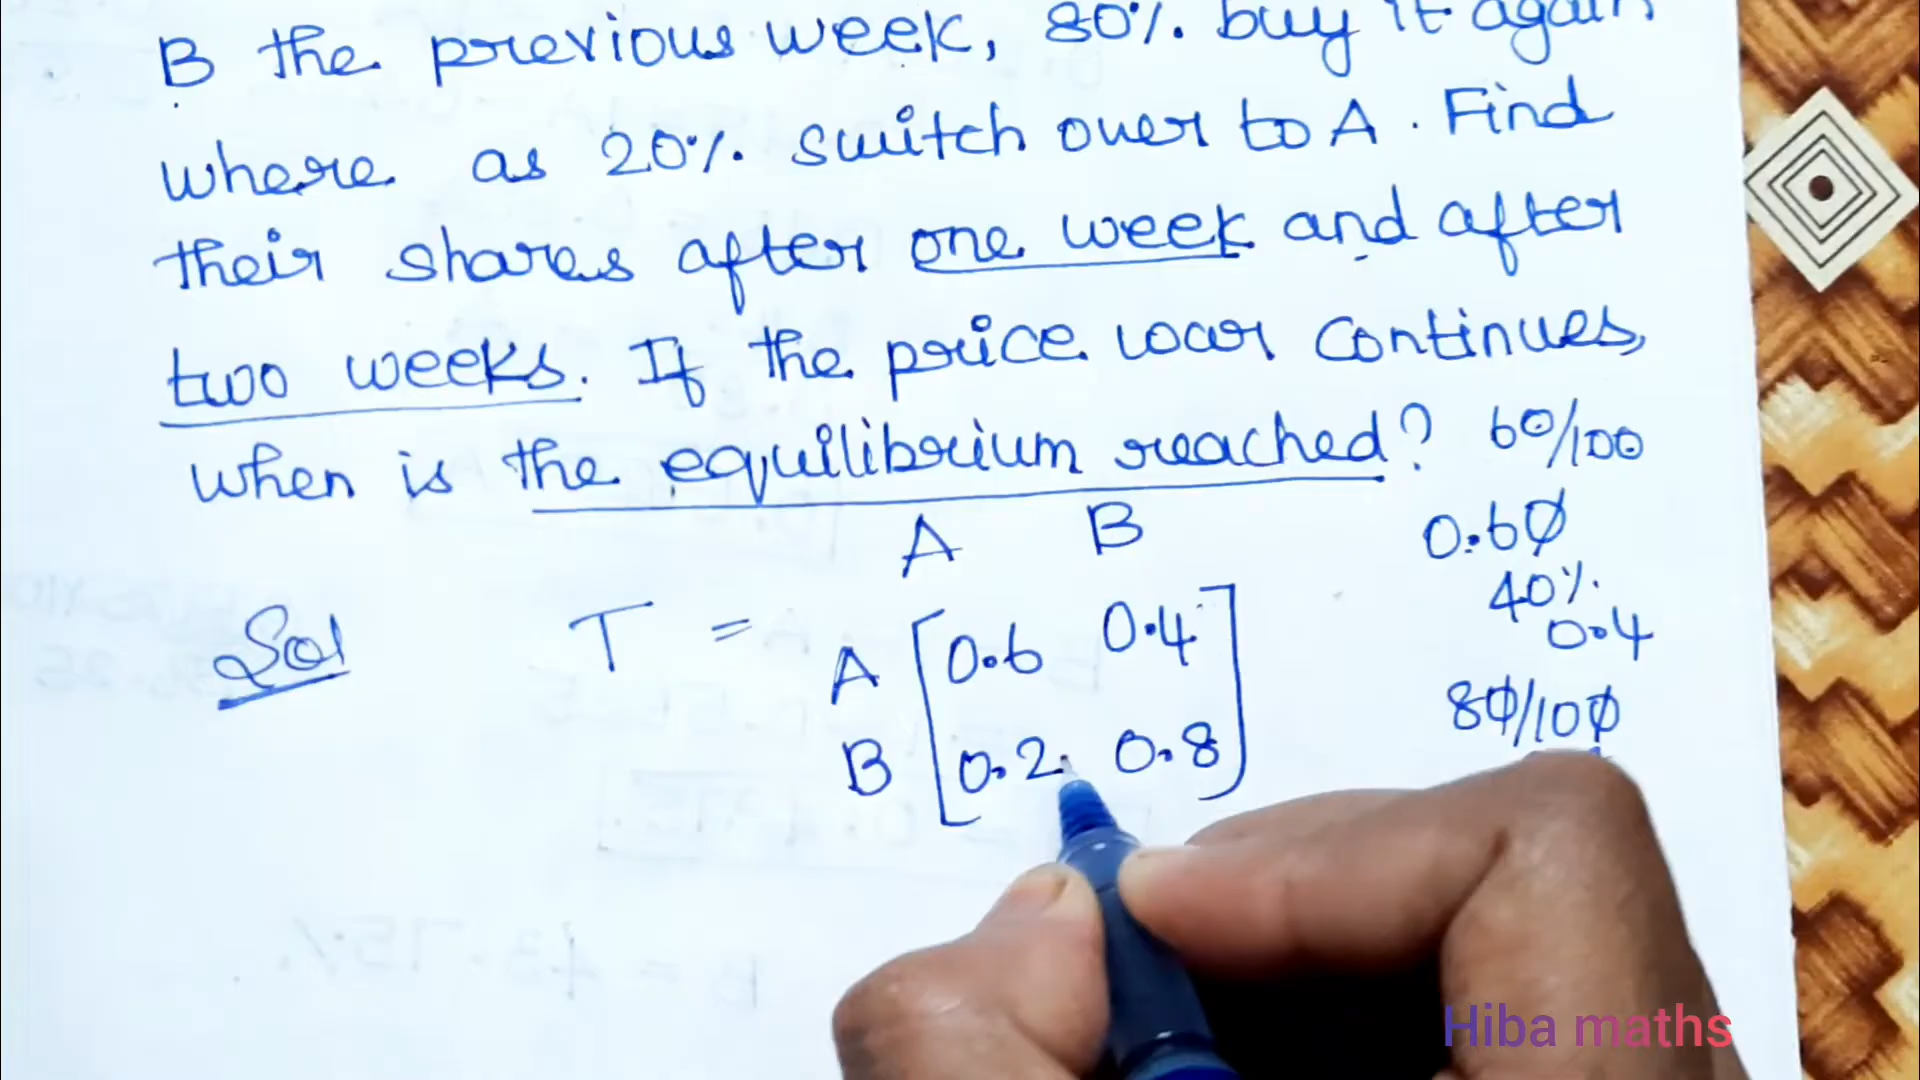 B the previous week, 80%. buy it again
where as 20%. switch over to A. Find
their shares after one week and after
two weeks. If the price war continues,
when is the equilibrium reached? 60/100
A B 0.60
Sol T = A [0.6 0.4] 40%.
0.4
B [0.2 0.8] 80/100
Hiba maths